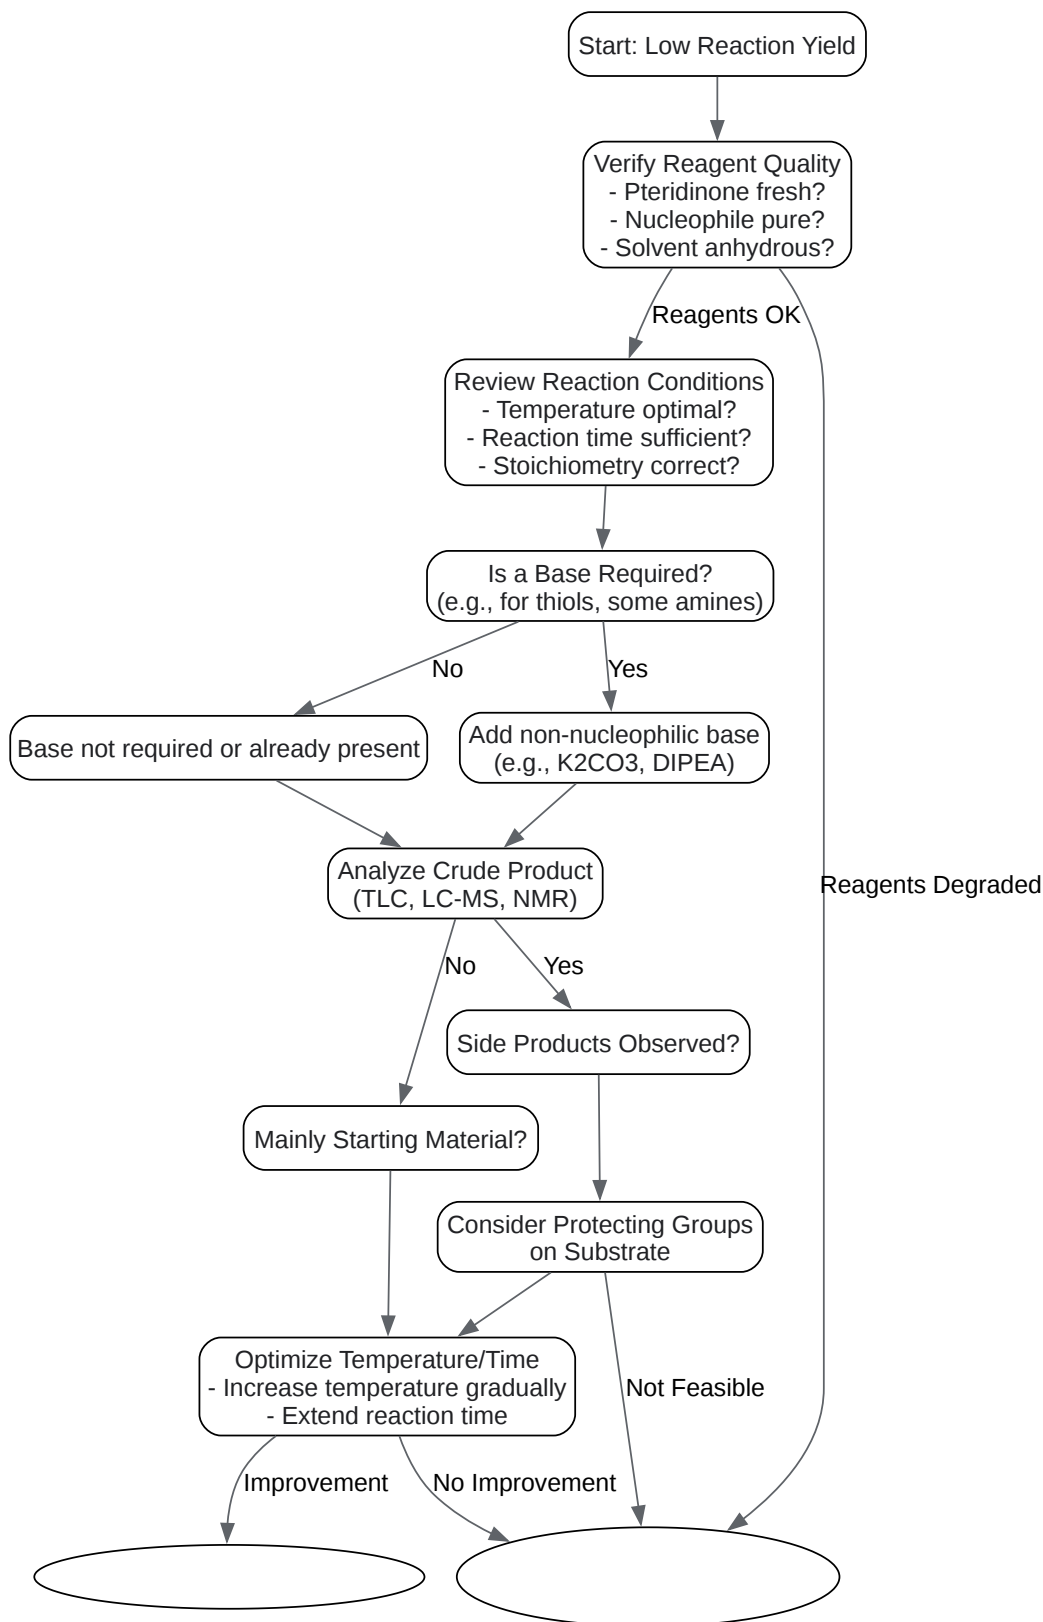 Start: Low Reaction Yield
Verify Reagent Quality
- Pteridinone fresh?
- Nucleophile pure?
- Solvent anhydrous?
Reagents OK
Review Reaction Conditions
- Temperature optimal?
- Reaction time sufficient?
- Stoichiometry correct?
Is a Base Required?
(e.g., for thiols, some amines)
No
Yes
Base not required or already present
Add non-nucleophilic base
(e.g., K2CO3, DIPEA)
Analyze Crude Product
(TLC, LC-MS, NMR)
Reagents Degraded
No
Yes
Side Products Observed?
Mainly Starting Material?
Consider Protecting Groups
on Substrate
Optimize Temperature/Time
- Increase temperature gradually
- Extend reaction time
Not Feasible
Improvement
No Improvement